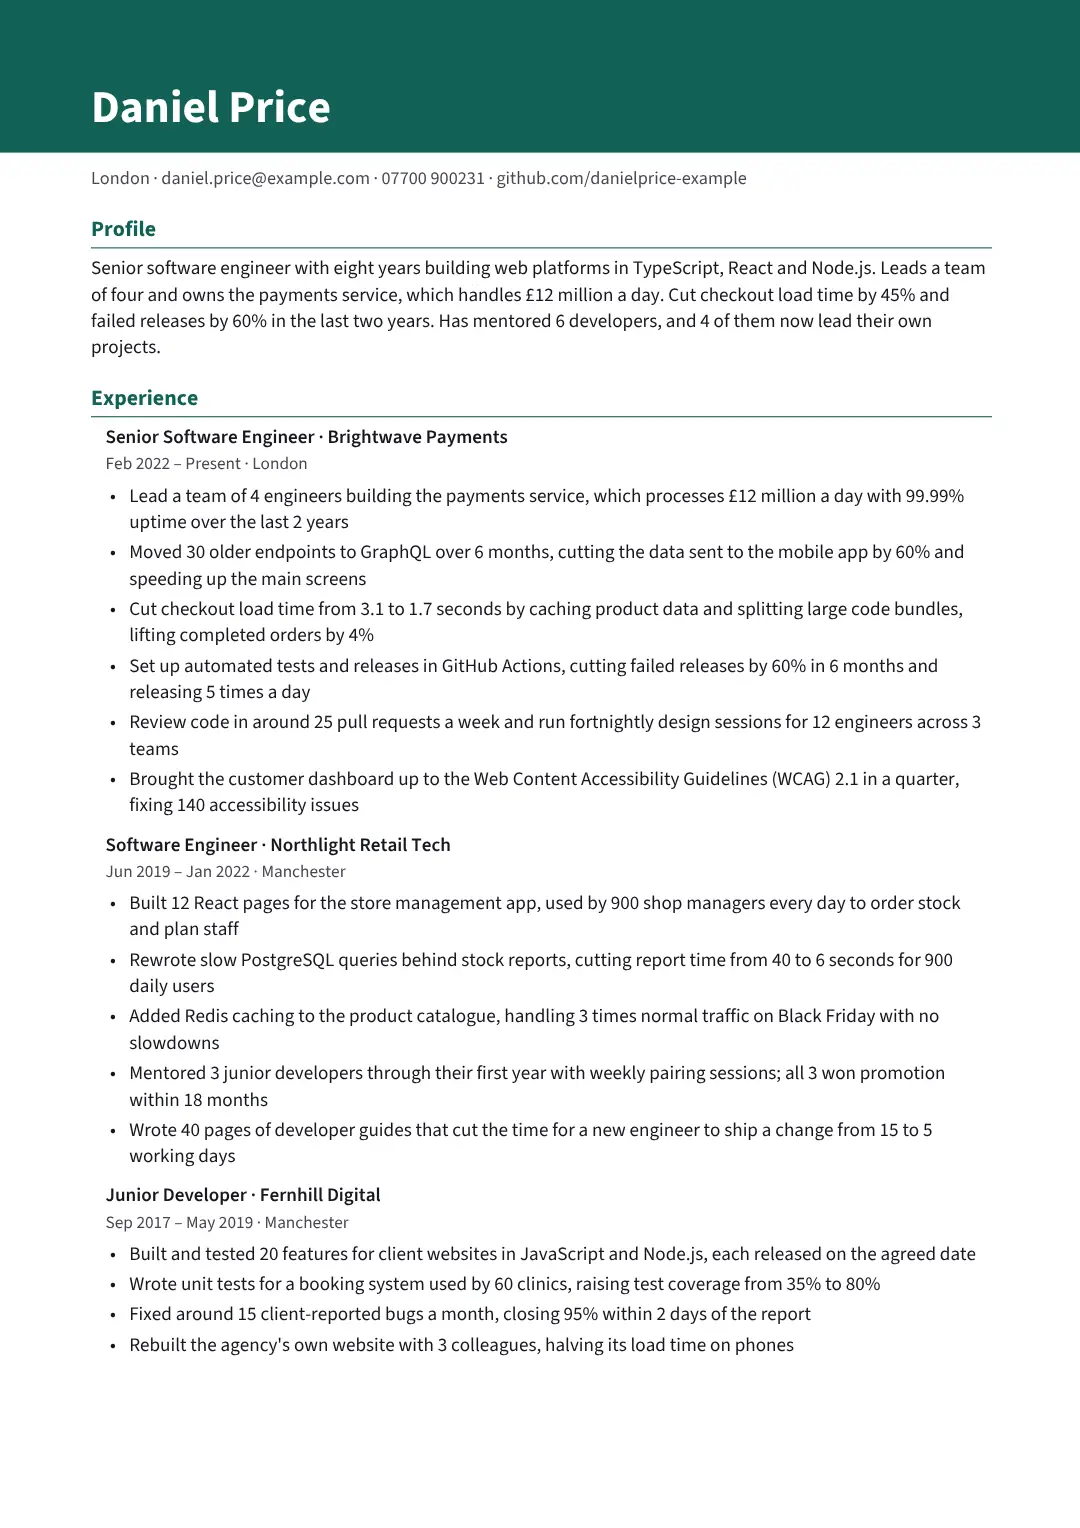 Daniel Price
London · daniel.price@example.com · 07700 900231 · github.com/danielprice-example
Profile
Senior software engineer with eight years building web platforms in TypeScript, React and Node.js. Leads a team
of four and owns the payments service, which handles £12 million a day. Cut checkout load time by 45% and
failed releases by 60% in the last two years. Has mentored 6 developers, and 4 of them now lead their own
projects.
Experience
Senior Software Engineer · Brightwave Payments
Feb 2022 – Present · London
• Lead a team of 4 engineers building the payments service, which processes £12 million a day with 99.99%
uptime over the last 2 years
• Moved 30 older endpoints to GraphQL over 6 months, cutting the data sent to the mobile app by 60% and
speeding up the main screens
• Cut checkout load time from 3.1 to 1.7 seconds by caching product data and splitting large code bundles,
lifting completed orders by 4%
• Set up automated tests and releases in GitHub Actions, cutting failed releases by 60% in 6 months and
releasing 5 times a day
• Review code in around 25 pull requests a week and run fortnightly design sessions for 12 engineers across 3
teams
• Brought the customer dashboard up to the Web Content Accessibility Guidelines (WCAG) 2.1 in a quarter,
fixing 140 accessibility issues
Software Engineer · Northlight Retail Tech
Jun 2019 – Jan 2022 · Manchester
• Built 12 React pages for the store management app, used by 900 shop managers every day to order stock
and plan staff
• Rewrote slow PostgreSQL queries behind stock reports, cutting report time from 40 to 6 seconds for 900
daily users
• Added Redis caching to the product catalogue, handling 3 times normal traffic on Black Friday with no
slowdowns
• Mentored 3 junior developers through their first year with weekly pairing sessions; all 3 won promotion
within 18 months
• Wrote 40 pages of developer guides that cut the time for a new engineer to ship a change from 15 to 5
working days
Junior Developer · Fernhill Digital
Sep 2017 – May 2019 · Manchester
• Built and tested 20 features for client websites in JavaScript and Node.js, each released on the agreed date
• Wrote unit tests for a booking system used by 60 clinics, raising test coverage from 35% to 80%
• Fixed around 15 client-reported bugs a month, closing 95% within 2 days of the report
• Rebuilt the agency's own website with 3 colleagues, halving its load time on phones